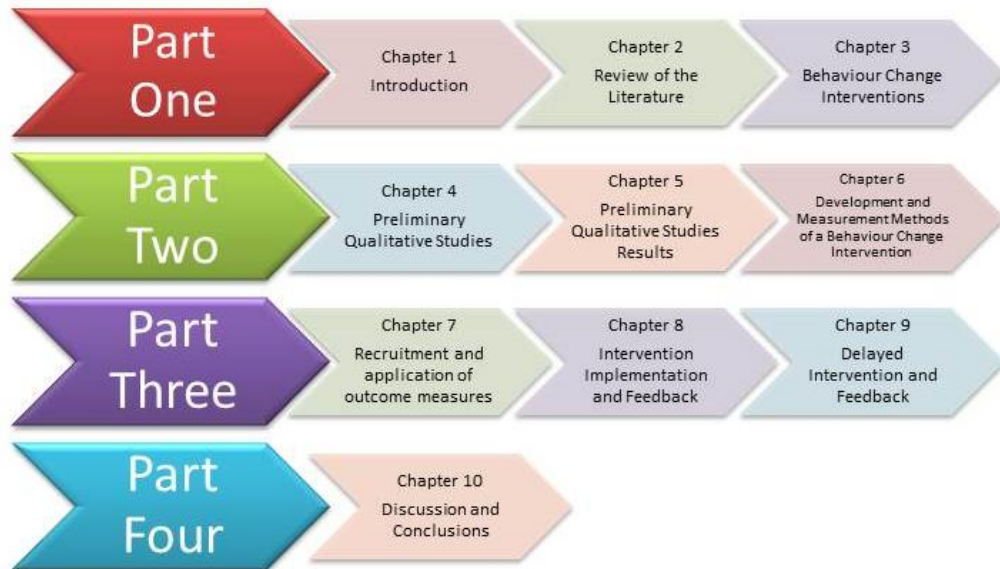 Part
One
Chapter 1
Introduction
Chapter 2
Review of the
Literature
Chapter 3
Behaviour Change
Interventions
Part
Two
Chapter 4
Preliminary
Qualitative Studies
Chapter 5
Preliminary
Qualitative Studies
Results
Chapter 6
Development and
Measurement Methods
of a Behaviour Change
Intervention
Part
Three
Chapter 7
Recruitment and
application of
outcome measures
Chapter 8
Intervention
Implementation
and Feedback
Chapter 9
Delayed
Intervention and
Feedback
Part
Four
Chapter 10
Discussion and
Conclusions